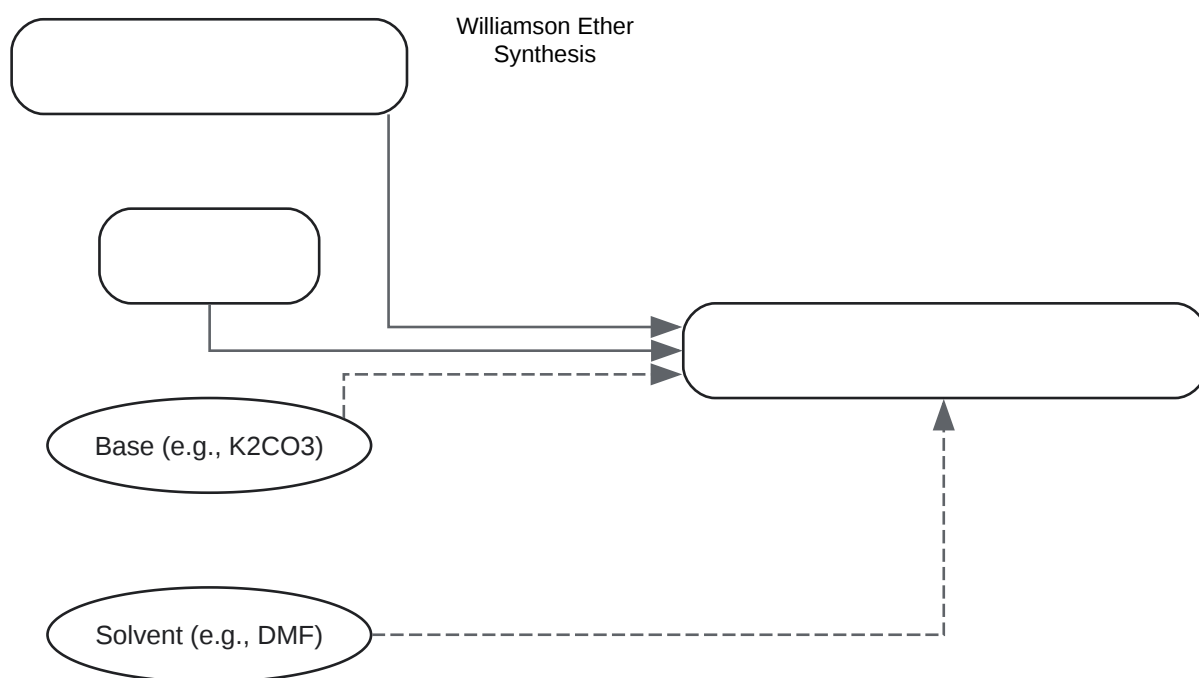 Williamson Ether
Synthesis
Base (e.g., K2CO3)
Solvent (e.g., DMF)